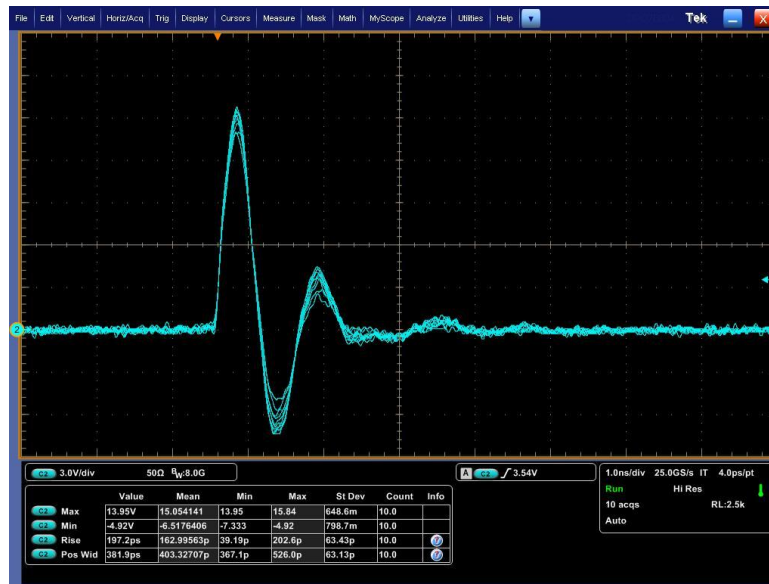 File Edit Vertical Horiz/Acq Trig Display Cursors Measure Mask Math MyScope Analyze Utilities Help Tek X
2
C2 3.0V/div 50Ω BW:8.0G
A C2 3.54V
1.0ns/div 25.0GS/s IT 4.0ps/pt
Run Hi Res
10 acqs RL:2.5k
Auto
Value Mean Min Max St Dev Count Info
C2 Max 13.95V 15.054141 13.95 15.84 648.6m 10.0
C2 Min -4.92V -6.5176406 -7.333 -4.92 798.7m 10.0
C2 Rise 197.2ps 162.99563p 39.19p 202.6p 63.43p 10.0
C2 Pos Wid 381.9ps 403.32707p 367.1p 526.0p 63.13p 10.0